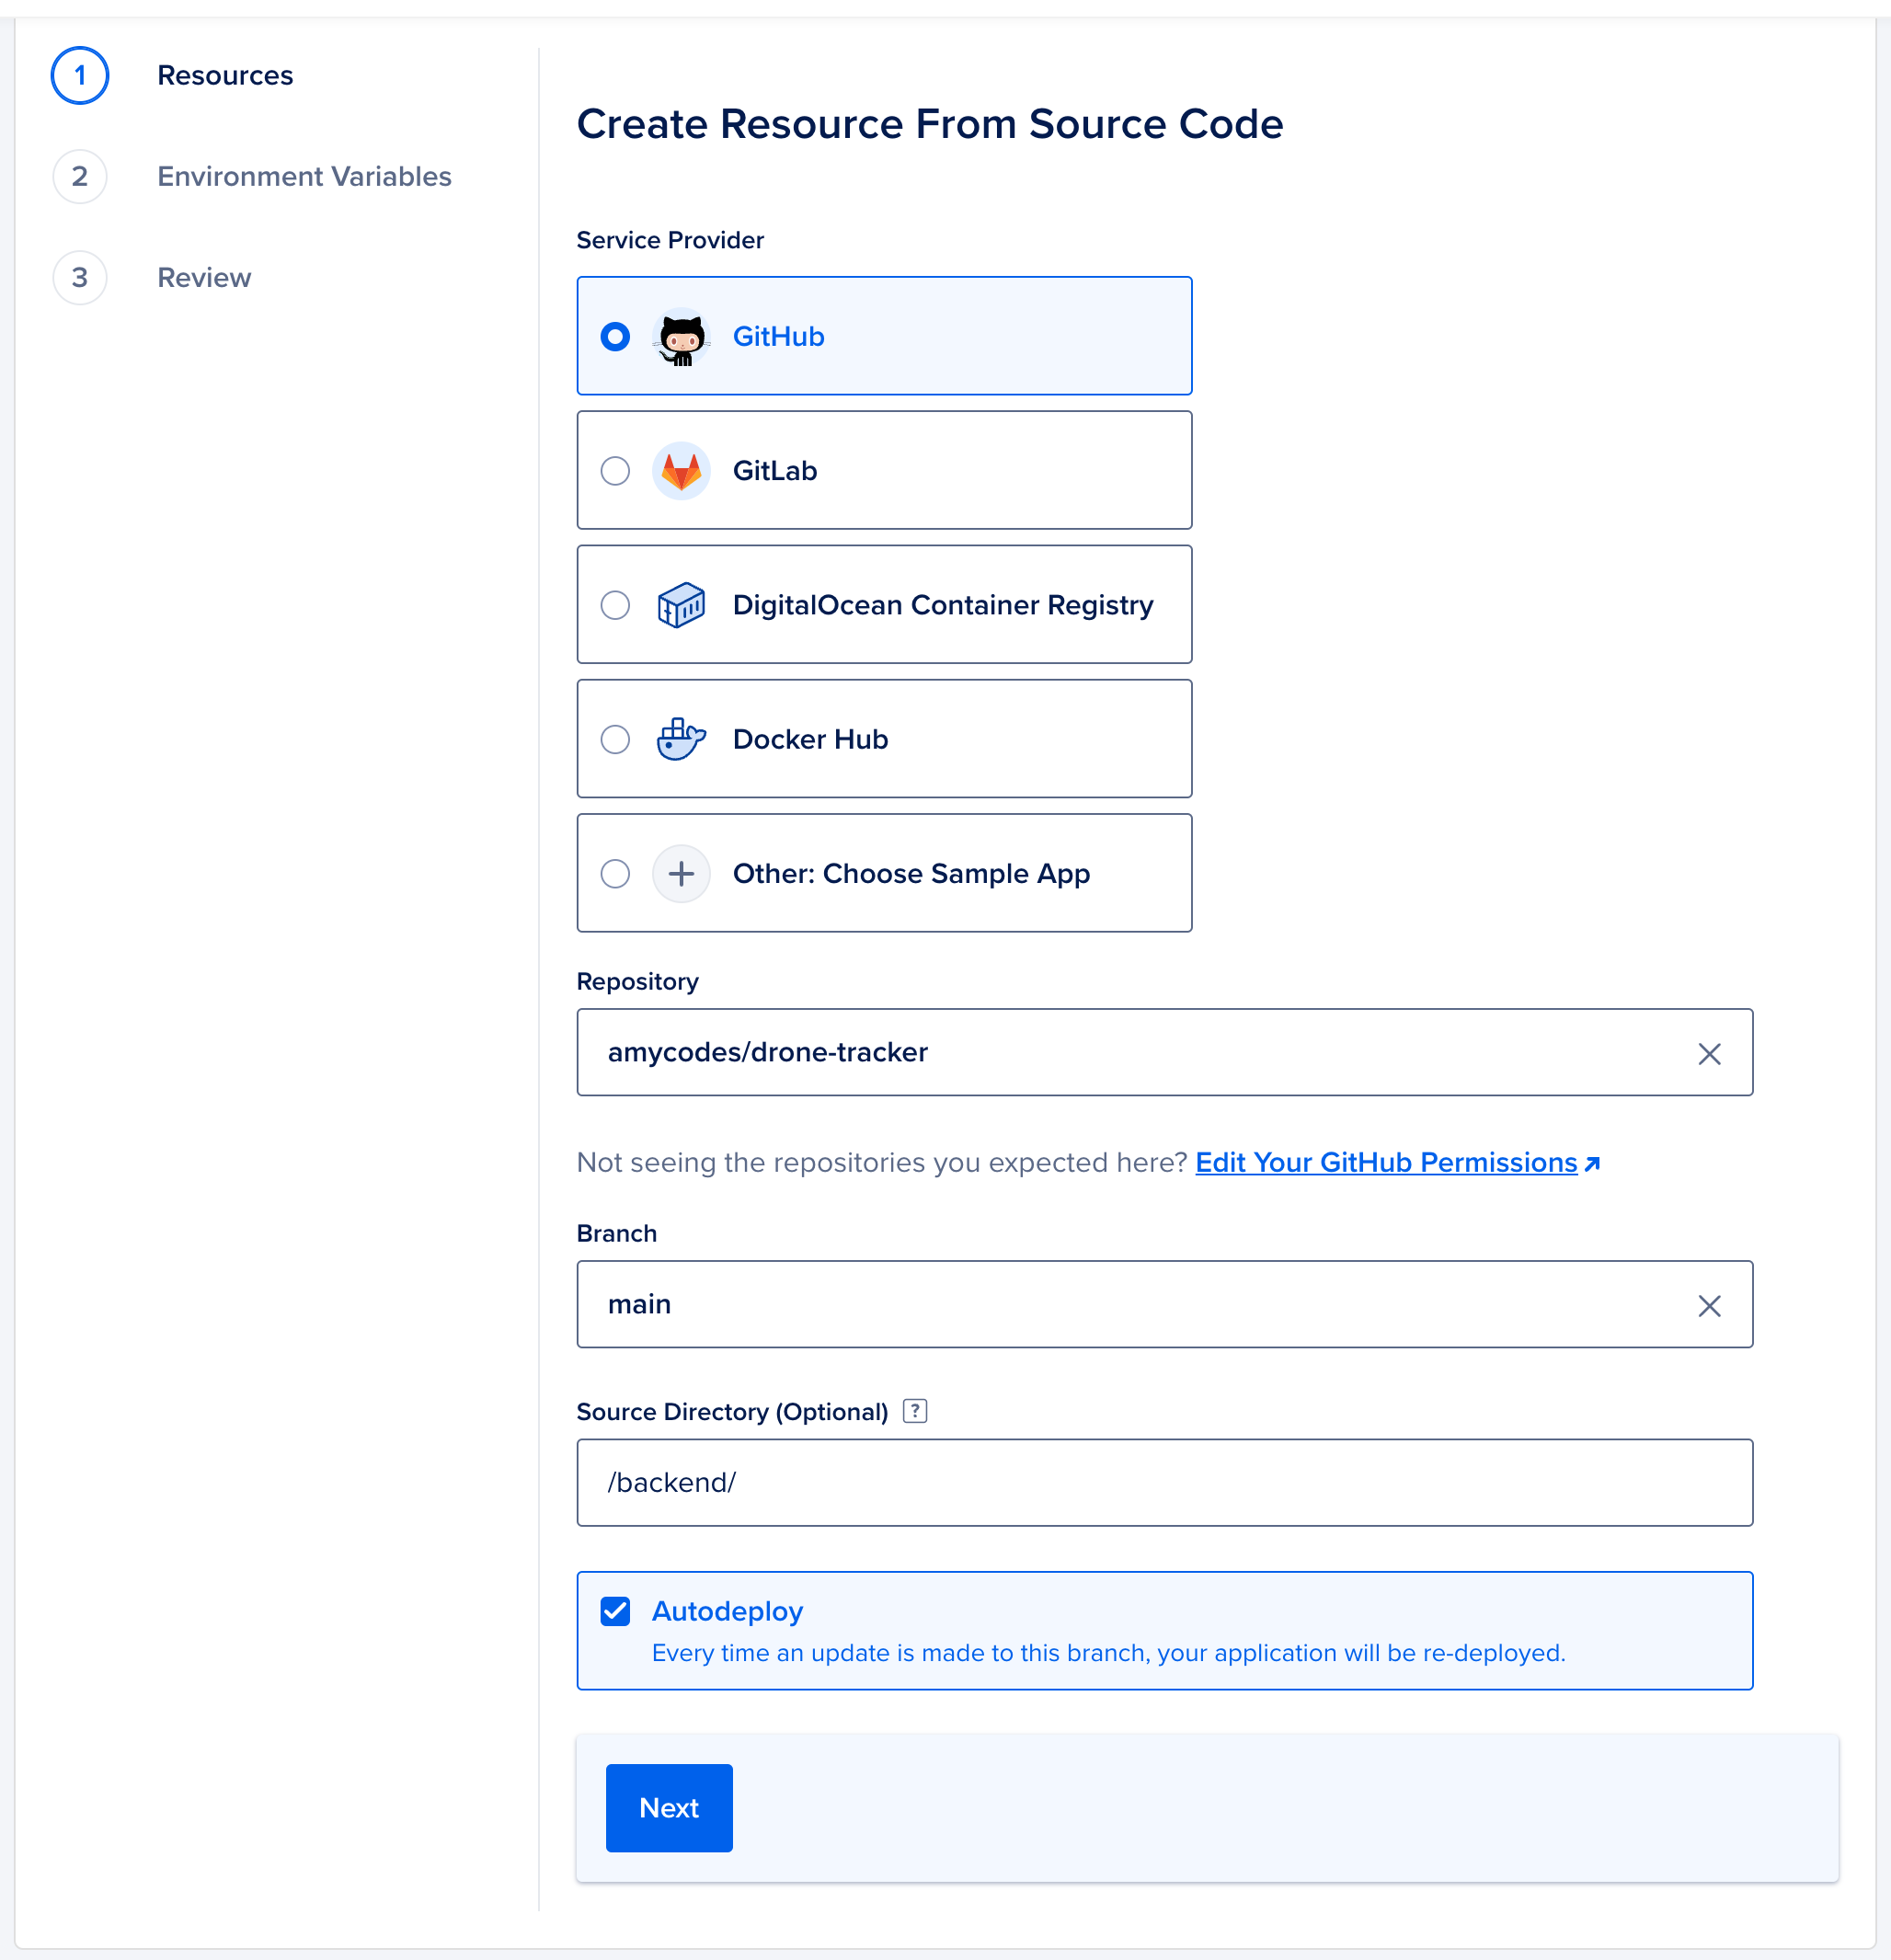 1 Resources
2 Environment Variables
3 Review
Create Resource From Source Code
Service Provider
GitHub
GitLab
DigitalOcean Container Registry
Docker Hub
Other: Choose Sample App
Repository
amycodes/drone-tracker
Not seeing the repositories you expected here? Edit Your GitHub Permissions
Branch
main
Source Directory (Optional) ?
/backend/
Autodeploy
Every time an update is made to this branch, your application will be re-deployed.
Next